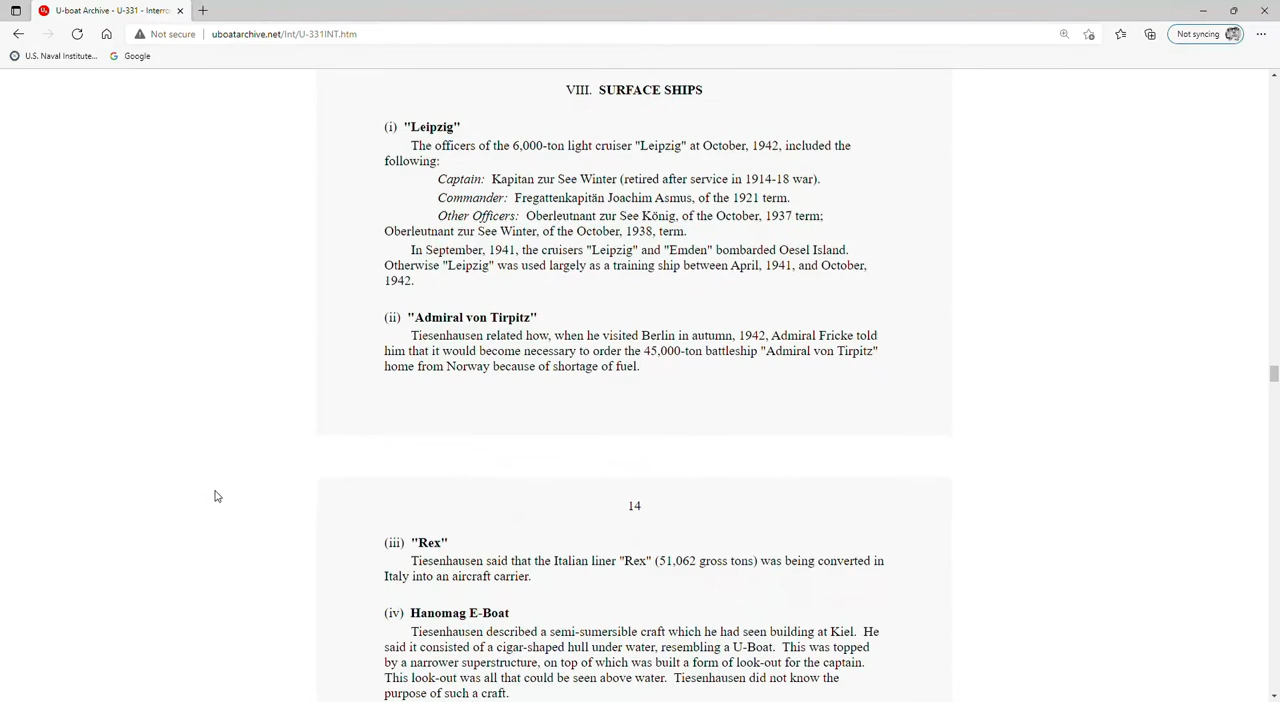 U-boat Archive - U-331 - Interro
Not secure
uboatarchive.net/Int/U-331INT.htm
Not syncing
U.S. Naval Institute...
Google
VIII. SURFACE SHIPS
(i) "Leipzig"
The officers of the 6,000-ton light cruiser "Leipzig" at October, 1942, included the
following:
Captain: Kapitan zur See Winter (retired after service in 1914-18 war).
Commander: Fregattenkapitän Joachim Asmus, of the 1921 term.
Other Officers: Oberleutnant zur See König, of the October, 1937 term;
Oberleutnant zur See Winter, of the October, 1938, term.
In September, 1941, the cruisers "Leipzig" and "Emden" bombarded Oesel Island.
Otherwise "Leipzig" was used largely as a training ship between April, 1941, and October,
1942.
(ii) "Admiral von Tirpitz"
Tiesenhausen related how, when he visited Berlin in autumn, 1942, Admiral Fricke told
him that it would become necessary to order the 45,000-ton battleship "Admiral von Tirpitz"
home from Norway because of shortage of fuel.
14
(iii) "Rex"
Tiesenhausen said that the Italian liner "Rex" (51,062 gross tons) was being converted in
Italy into an aircraft carrier.
(iv) Hanomag E-Boat
Tiesenhausen described a semi-sumersible craft which he had seen building at Kiel. He
said it consisted of a cigar-shaped hull under water, resembling a U-Boat. This was topped
by a narrower superstructure, on top of which was built a form of look-out for the captain.
This look-out was all that could be seen above water. Tiesenhausen did not know the
purpose of such a craft.